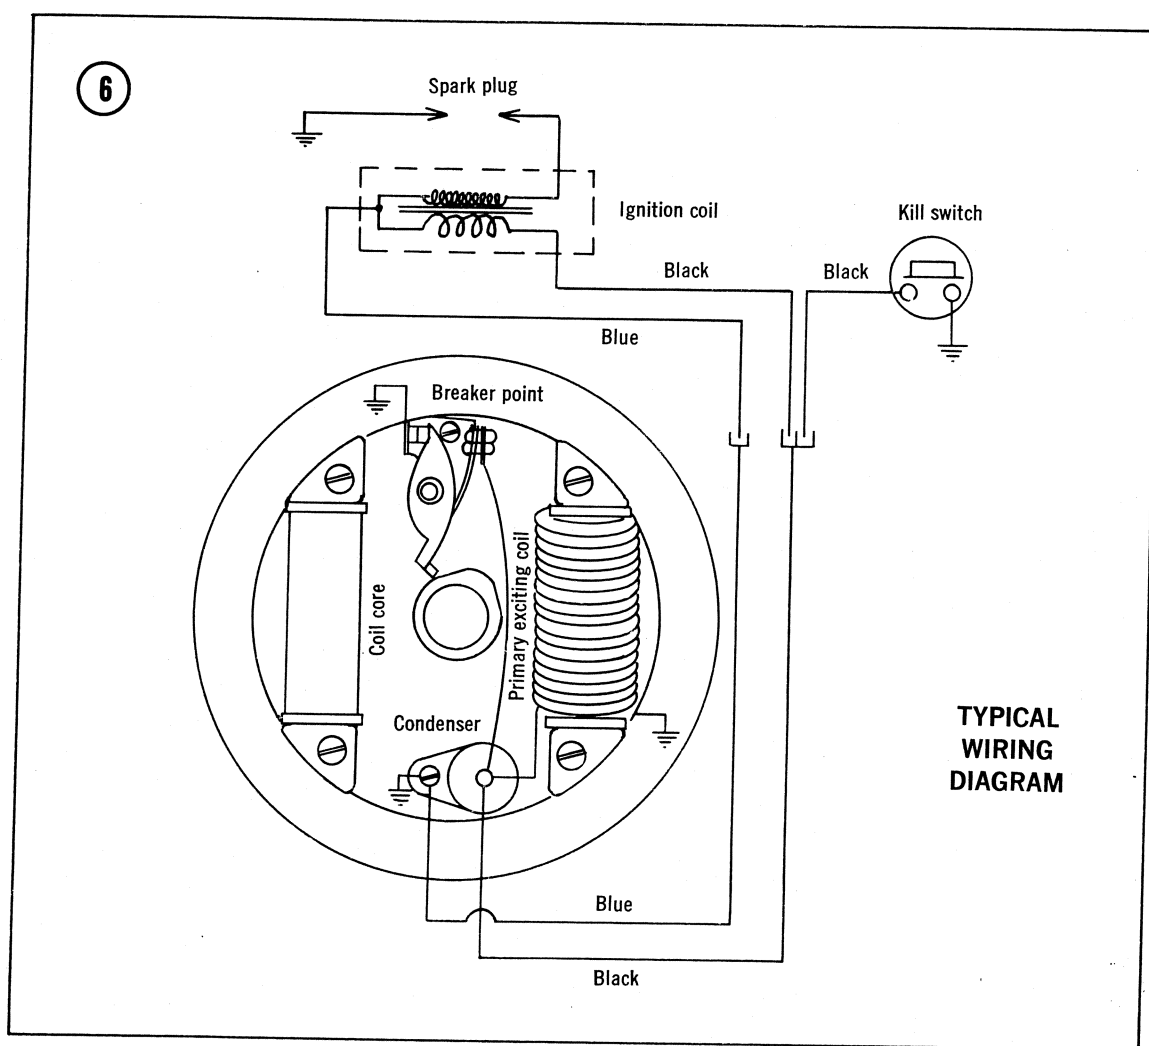 6
Spark plug
Ignition coil
Kill switch
Black
Black
Blue
Breaker point
Primary exciting coil
Coil core
Condenser
TYPICAL
WIRING
DIAGRAM
Blue
Black